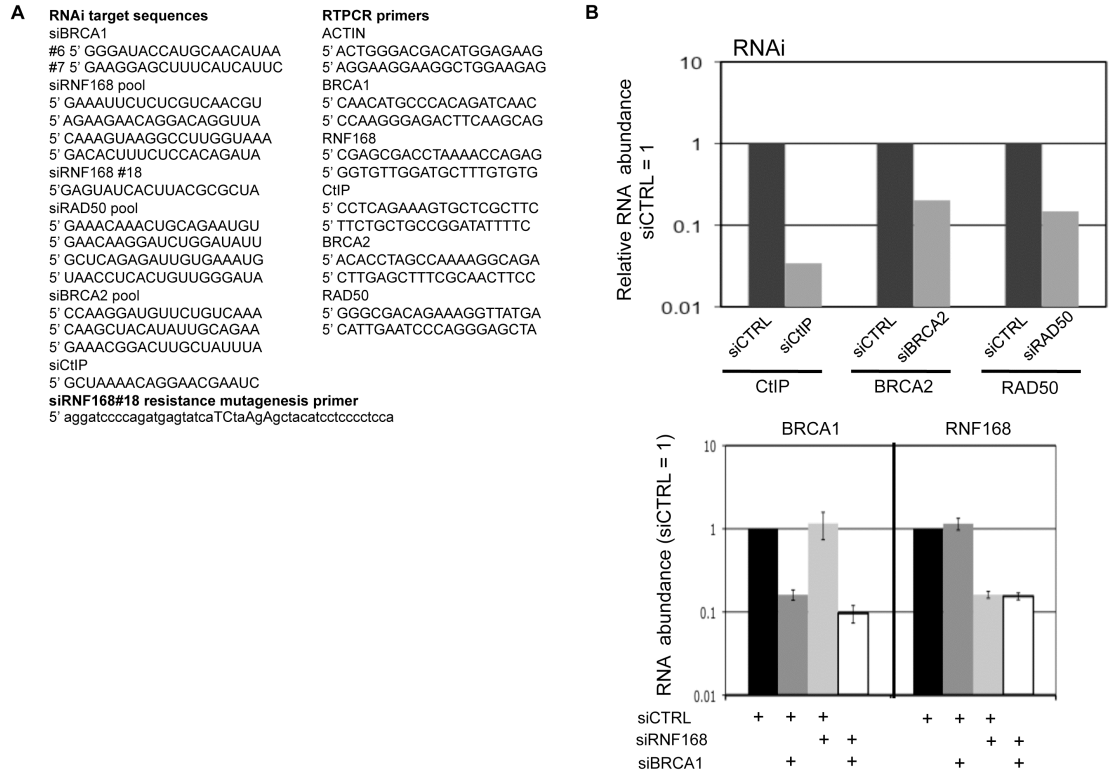 A
RNAi target sequences
siBRCA1
#6 5' GGGAUACCAUGCAACAUAA
#7 5' GAAGGAGCUUUCAUCAUUC
siRNF168 pool
5' GAAAUUCUCUCGUCAACGU
5' AGAAGAACAGGACAGGUUA
5' CAAAGUAAGGCCUUGGUAAA
5' GACACUUUCUCCACAGAUA
siRNF168 #18
5'GAGUAUCACUUACGCGCUA
siRAD50 pool
5' GAAACAAACUGCAGAAUGU
5' GAACAAGGAUCUGGAUAUU
5' GCUCAGAGAUUGUGAAAUG
5' UAACCUCACUGUUGGGAUA
siBRCA2 pool
5' CCAAGGAUGUUCUGUCAAA
5' CAAGCUACAUAUUGCAGAA
5' GAAACGGACUUGCUAUUUA
siCtIP
5' GCUAAAACAGGAACGAAUC
siRNF168#18 resistance mutagenesis primer
5' aggatccccagatgagtatcaTCtaAgAgctacatcctcccctcca
RTPCR primers
ACTIN
5' ACTGGGACGACATGGAGAAG
5' AGGAAGGAAGGCTGGAAGAG
BRCA1
5' CAACATGCCCACAGATCAAC
5' CCAAGGGAGACTTCAAGCAG
RNF168
5' CGAGCGACCTAAAACCAGAG
5' GGTGTTGGATGCTTTGTGTG
CtIP
5' CCTCAGAAAGTGCTCGCTTC
5' TTCTGCTGCCGGATATTTTC
BRCA2
5' ACACCTAGCCAAAAGGCAGA
5' CTTGAGCTTTCGCAACTTCC
RAD50
5' GGGCGACAGAAAGGTTATGA
5' CATTGAATCCCAGGGAGCTA
B
RNAi
Relative RNA abundance
siCTRL = 1
10
1
0.1
0.01
siCTRL
siCtIP
siCTRL
siBRCA2
siCTRL
siRAD50
CtIP
BRCA2
RAD50
BRCA1
RNF168
RNA abundance (siCTRL = 1)
10
1
0.1
0.01
siCTRL + + + + + +
siRNF168 + + + +
siBRCA1 + + + +